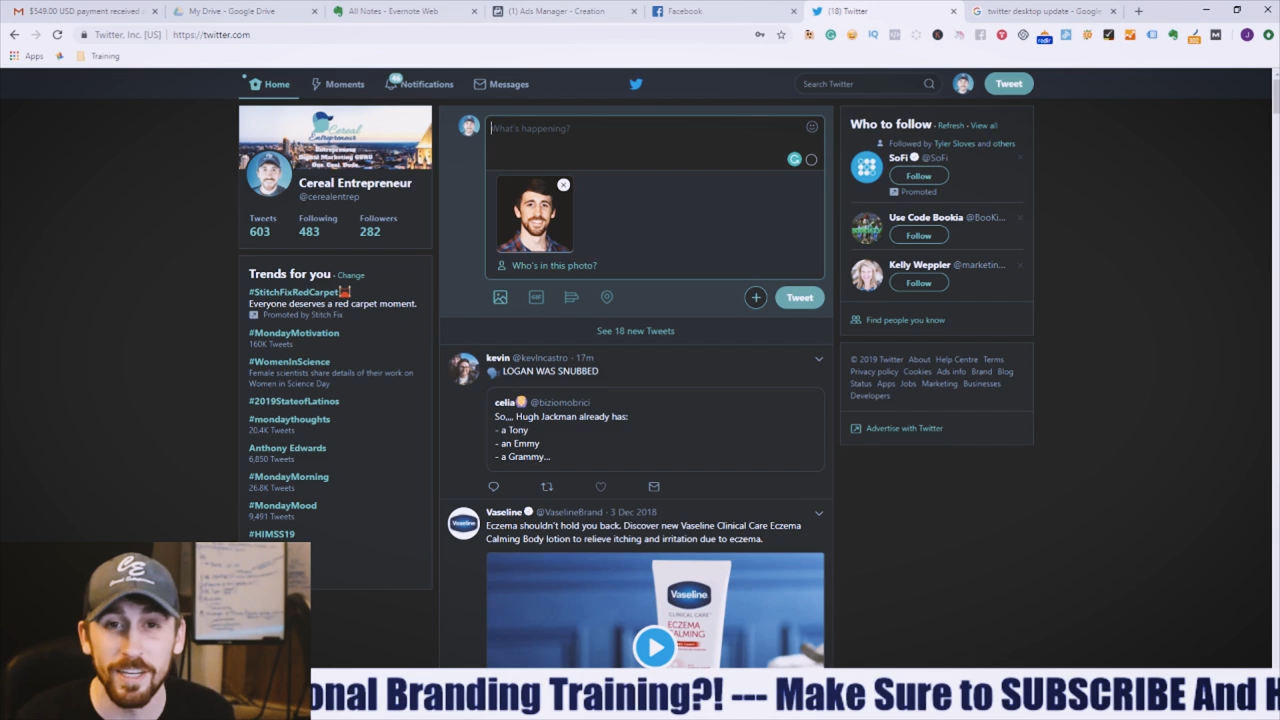 $549.00 USD payment received
My Drive - Google Drive
All Notes - Evernote Web
(1) Ads Manager - Creation
Facebook
(18) Twitter
twitter desktop update - Googl
Twitter, Inc. [US]
https://twitter.com
Apps
Training
Home
Moments
46
Notifications
Messages
Search Twitter
Tweet
Cereal
Entrepreneur
Cereal Entrepreneur
@cerealentrep
Tweets Following Followers
603 483 282
Trends for you · Change
#StitchFixRedCarpet
Everyone deserves a red carpet moment.
Promoted by Stitch Fix
#MondayMotivation
160K Tweets
#WomenInScience
Female scientists share details of their work on
Women in Science Day
#2019StateofLatinos
#mondaythoughts
20.4K Tweets
Anthony Edwards
6,850 Tweets
#MondayMorning
26.8K Tweets
#MondayMood
9,491 Tweets
#HIMSS19
What's happening?
Who's in this photo?
GIF
Tweet
See 18 new Tweets
kevin @kevIncastro · 17m
LOGAN WAS SNUBBED
celia @biziomobrici
So,,,, Hugh Jackman already has:
- a Tony
- an Emmy
- a Grammy...
Vaseline @VaselineBrand · 3 Dec 2018
Eczema shouldn't hold you back. Discover new Vaseline Clinical Care Eczema
Calming Body lotion to relieve itching and irritation due to eczema.
Vaseline
Vaseline
CLINICAL CARE
ECZEMA
CALMING
Who to follow · Refresh · View all
Followed by Tyler Sloves and others
SoFi @SoFi
Follow
Promoted
Use Code Bookia @BooKi...
Follow
Kelly Weppler @marketin...
Follow
Find people you know
© 2019 Twitter About Help Centre Terms
Privacy policy Cookies Ads info Brand Blog
Status Apps Jobs Marketing Businesses
Developers
Advertise with Twitter
CE
onal Branding Training?! --- Make Sure to SUBSCRIBE And H